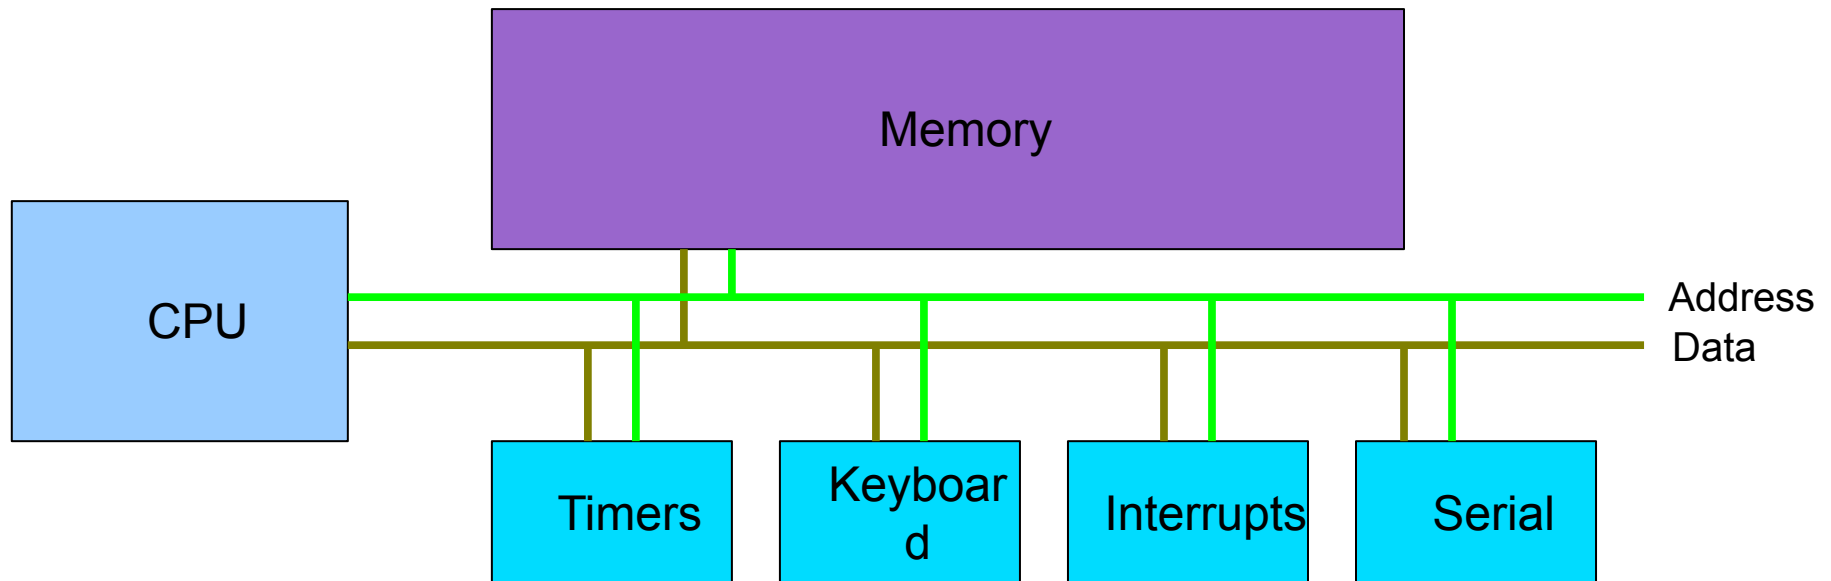 Memory
CPU
Address
Data
Timers
Keyboar
d
Interrupts
Serial